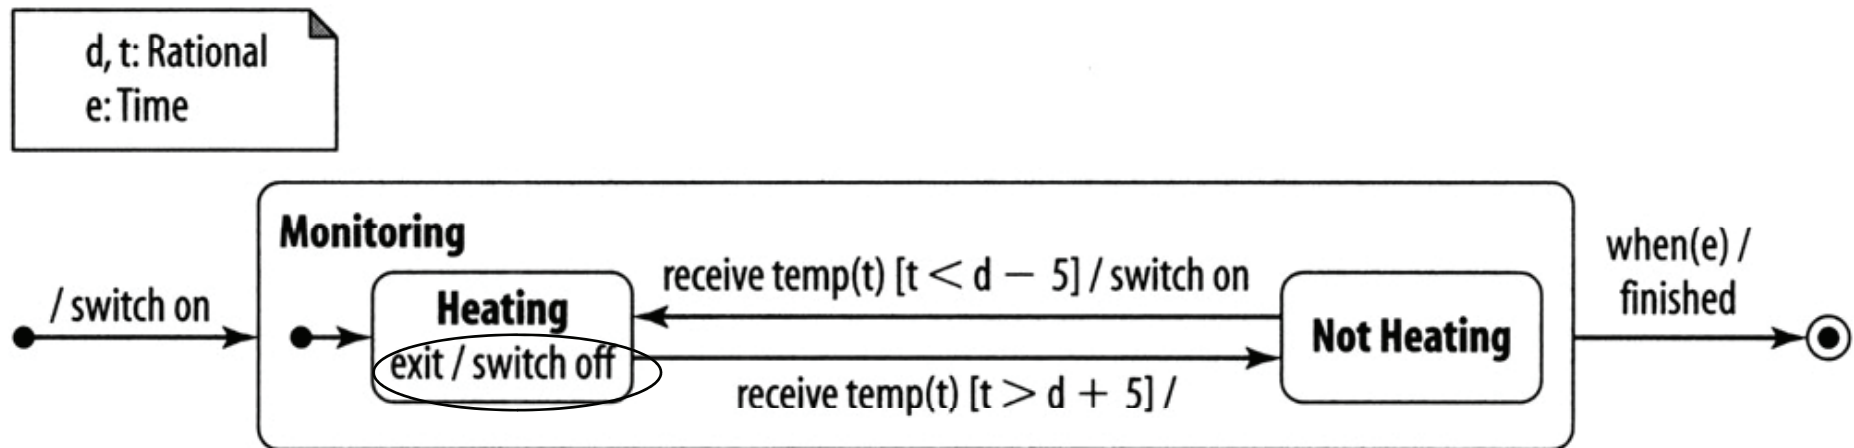 d, t: Rational
e: Time
Monitoring
/ switch on
Heating
exit / switch off
receive temp(t) [t < d − 5] / switch on
receive temp(t) [t > d + 5] /
Not Heating
when(e) /
finished